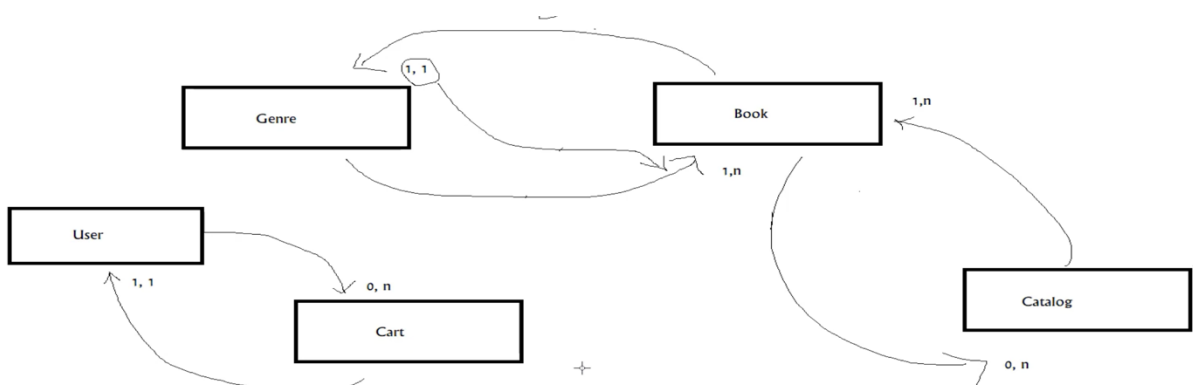 1, 1
Genre
Book
1,n
1,n
User
1, 1
0, n
Cart
Catalog
0, n